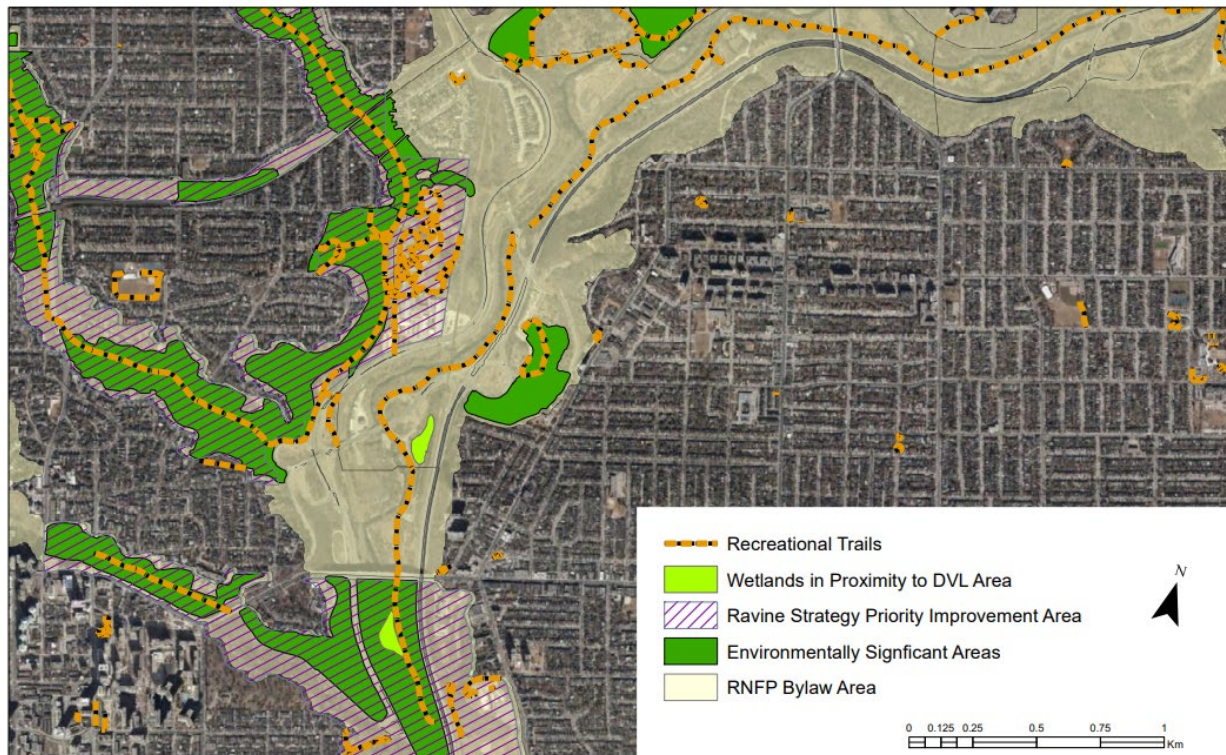 Recreational Trails
Wetlands in Proximity to DVL Area
Ravine Strategy Priority Improvement Area
Environmentally Signficant Areas
RNFP Bylaw Area
N
0 0.125 0.25 0.5 0.75 1
Km